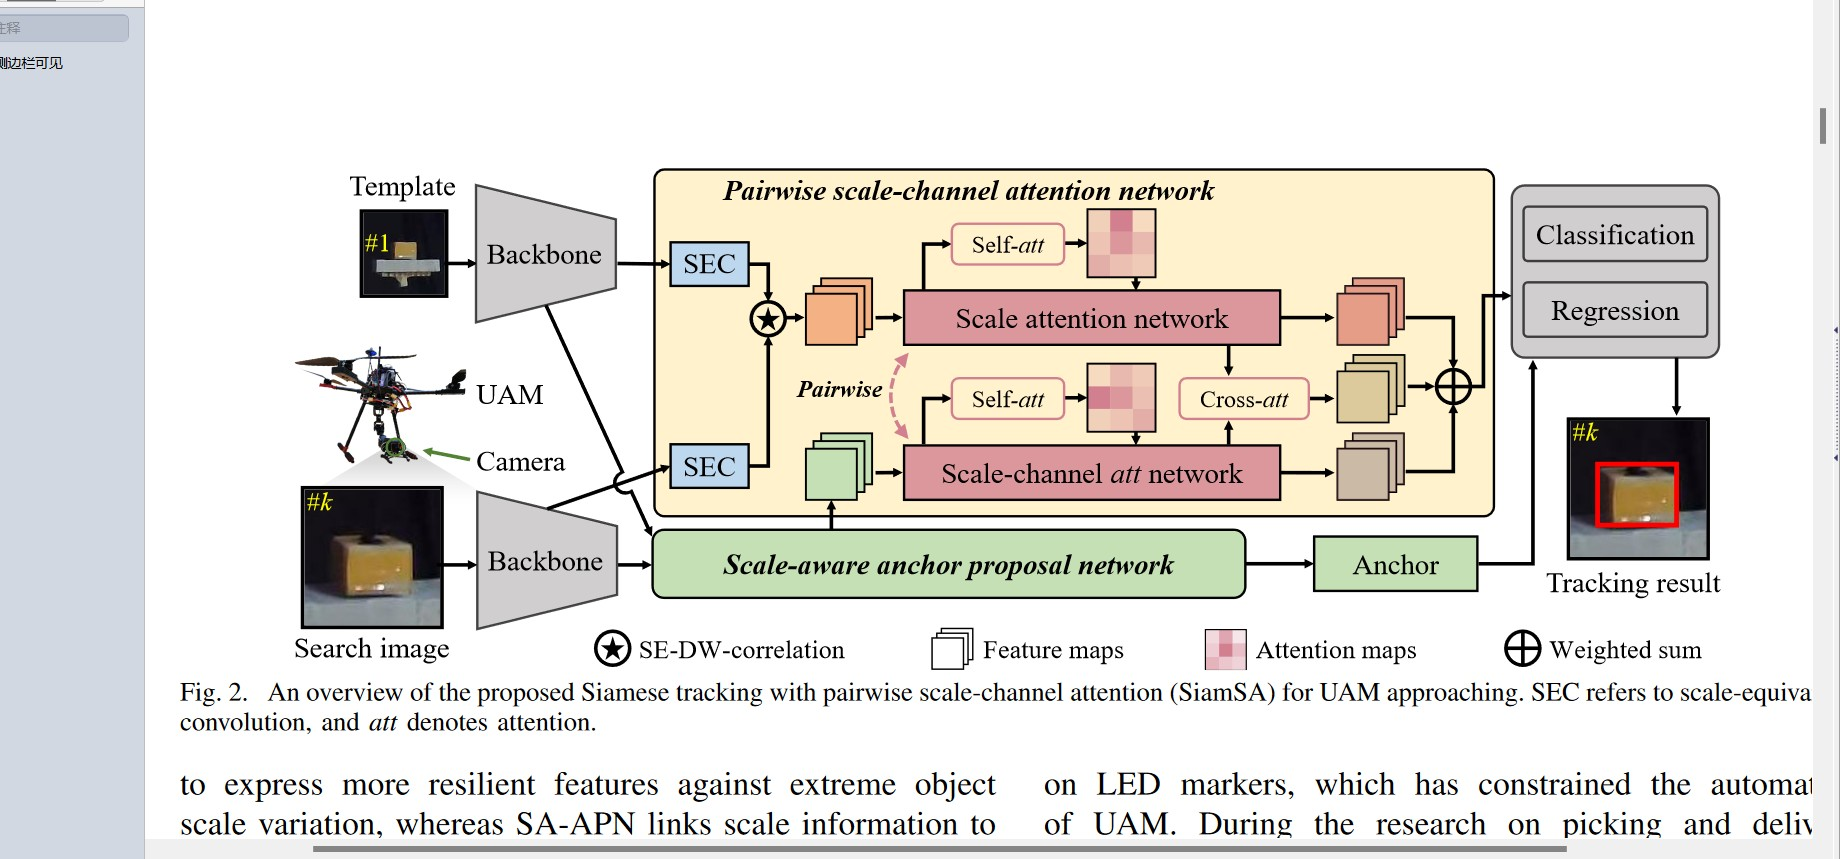 注释
侧边栏可见
Template
#1
Backbone
UAM
Camera
#k
Backbone
Search image
Pairwise scale-channel attention network
SEC
SEC
Self-att
Scale attention network
Pairwise
Self-att
Cross-att
Scale-channel att network
Scale-aware anchor proposal network
Anchor
Classification
Regression
#k
Tracking result
SE-DW-correlation
Feature maps
Attention maps
Weighted sum
Fig. 2. An overview of the proposed Siamese tracking with pairwise scale-channel attention (SiamSA) for UAM approaching. SEC refers to scale-equiva
convolution, and att denotes attention.
to express more resilient features against extreme object
scale variation, whereas SA-APN links scale information to
on LED markers, which has constrained the automat
of UAM. During the research on picking and deliv